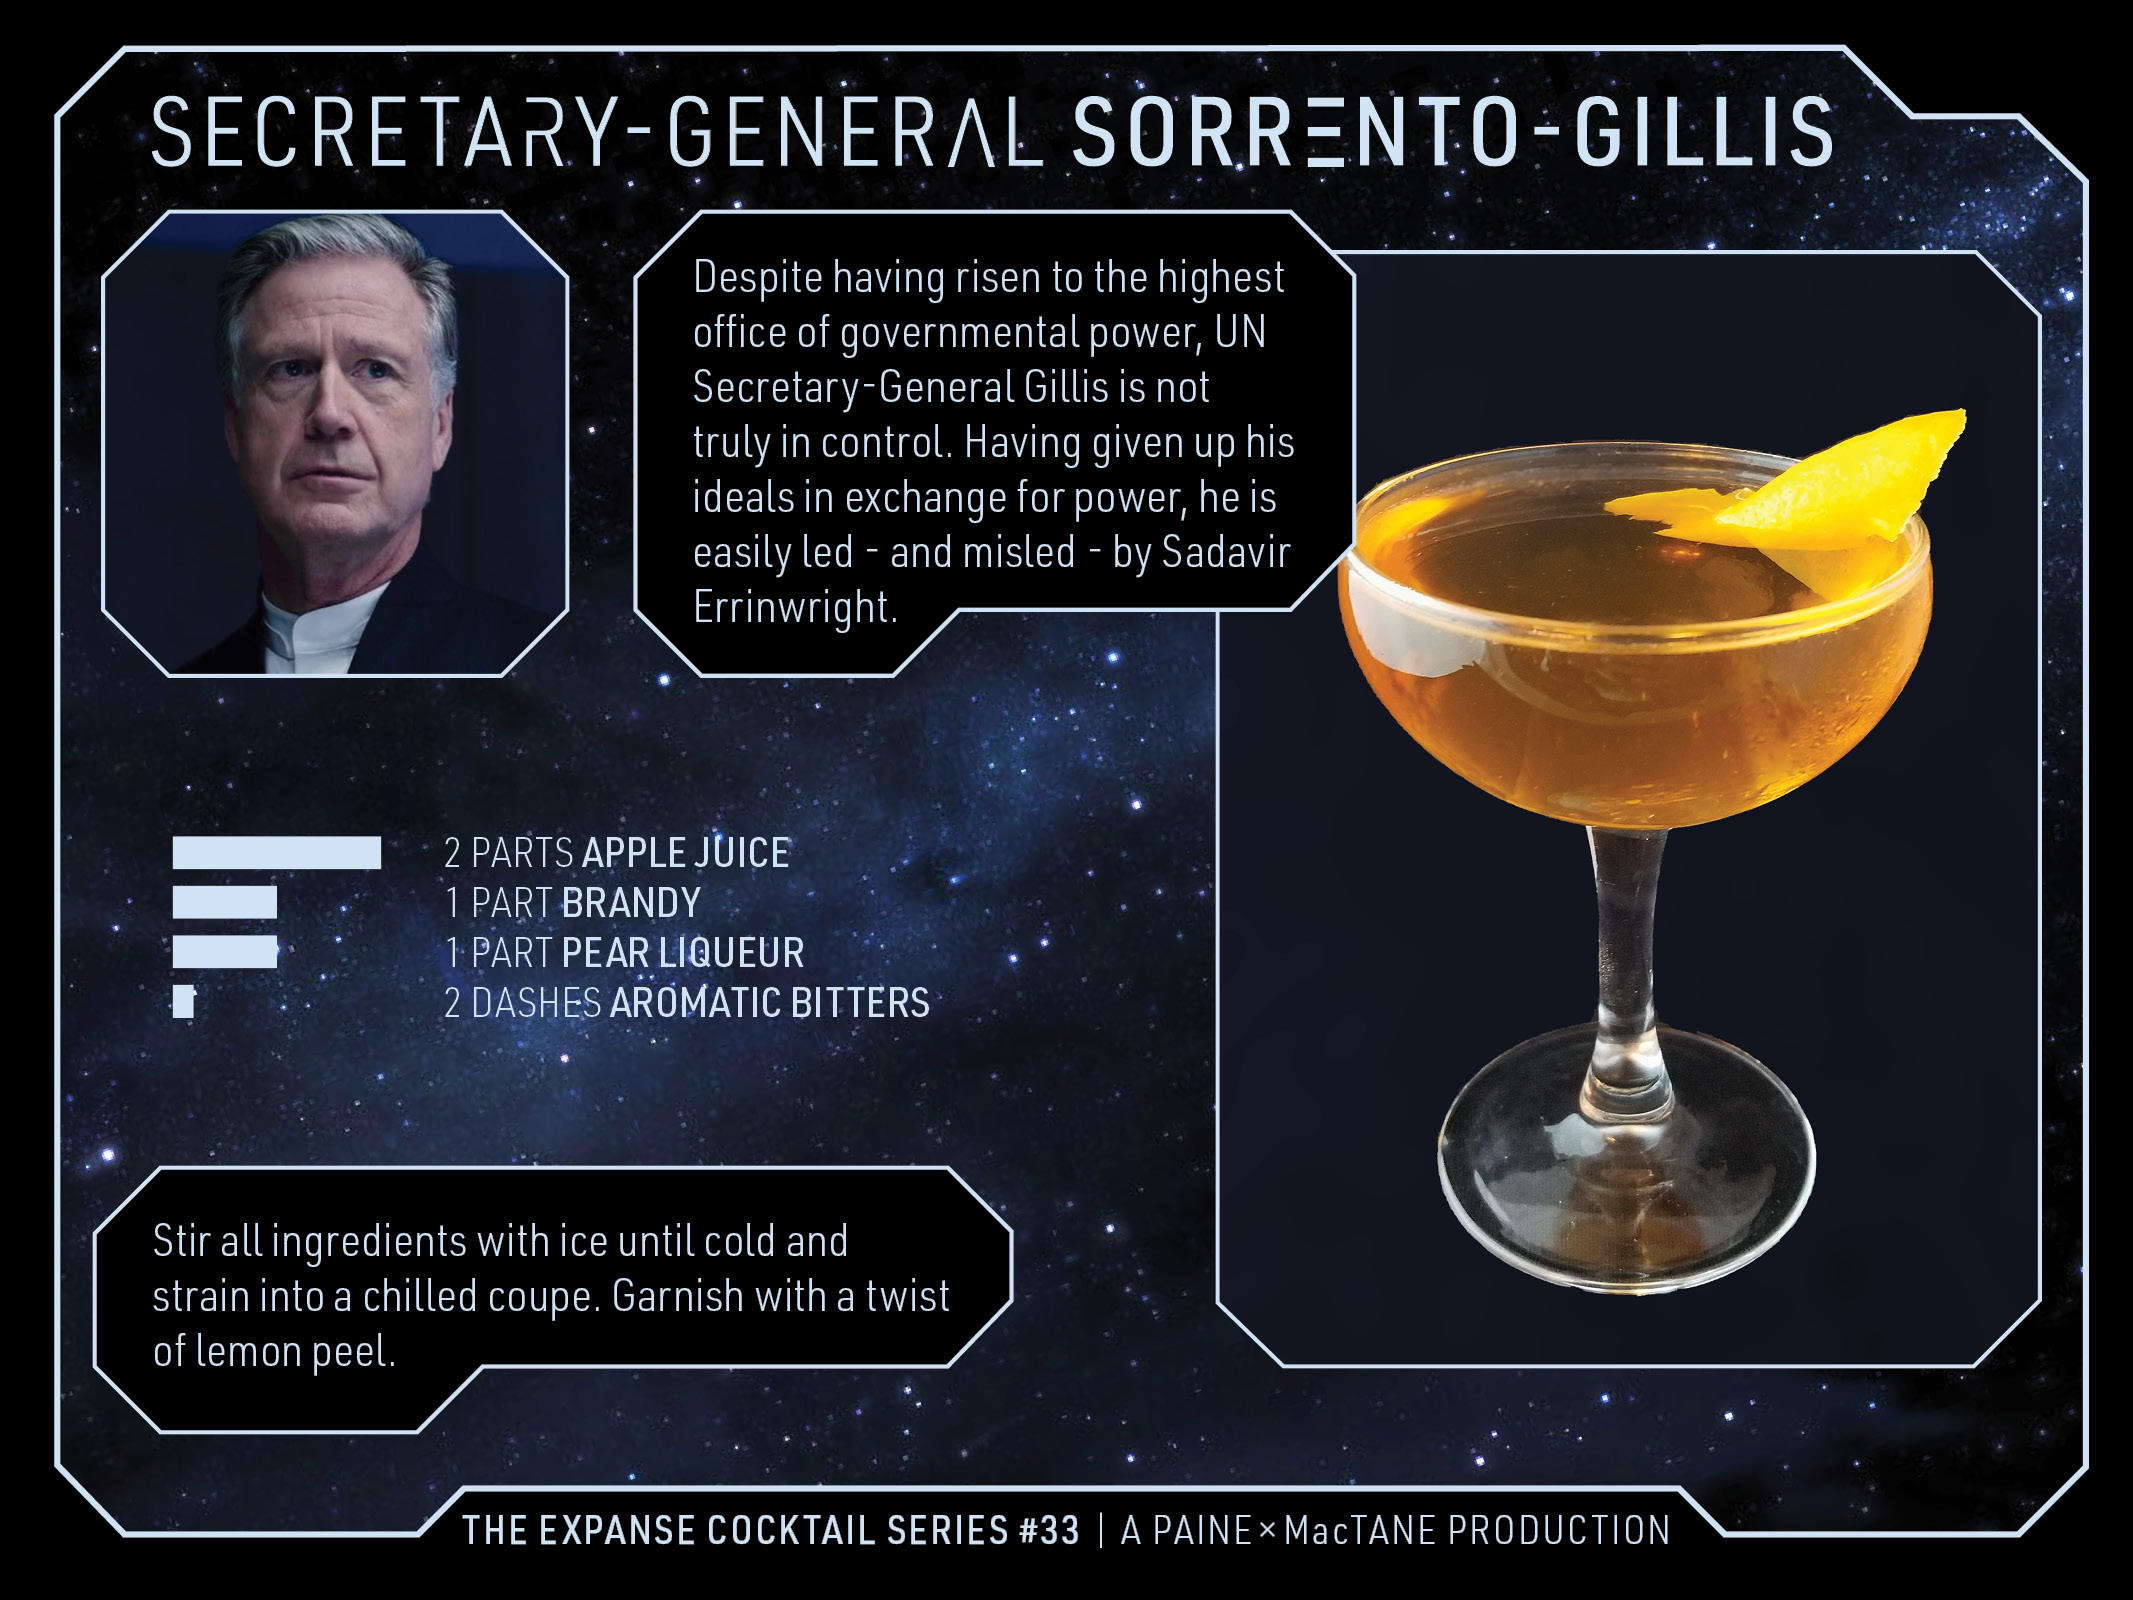 SECRETARY-GENERAL SORRENTO-GILLIS
Despite having risen to the highest
office of governmental power, UN
Secretary-General Gillis is not
truly in control. Having given up his
ideals in exchange for power, he is
easily led - and misled - by Sadavir
Errinwright.
2 PARTS APPLE JUICE
1 PART BRANDY
1 PART PEAR LIQUEUR
2 DASHES AROMATIC BITTERS
Stir all ingredients with ice until cold and
strain into a chilled coupe. Garnish with a twist
of lemon peel.
THE EXPANSE COCKTAIL SERIES #33 | A PAINE×MacTANE PRODUCTION